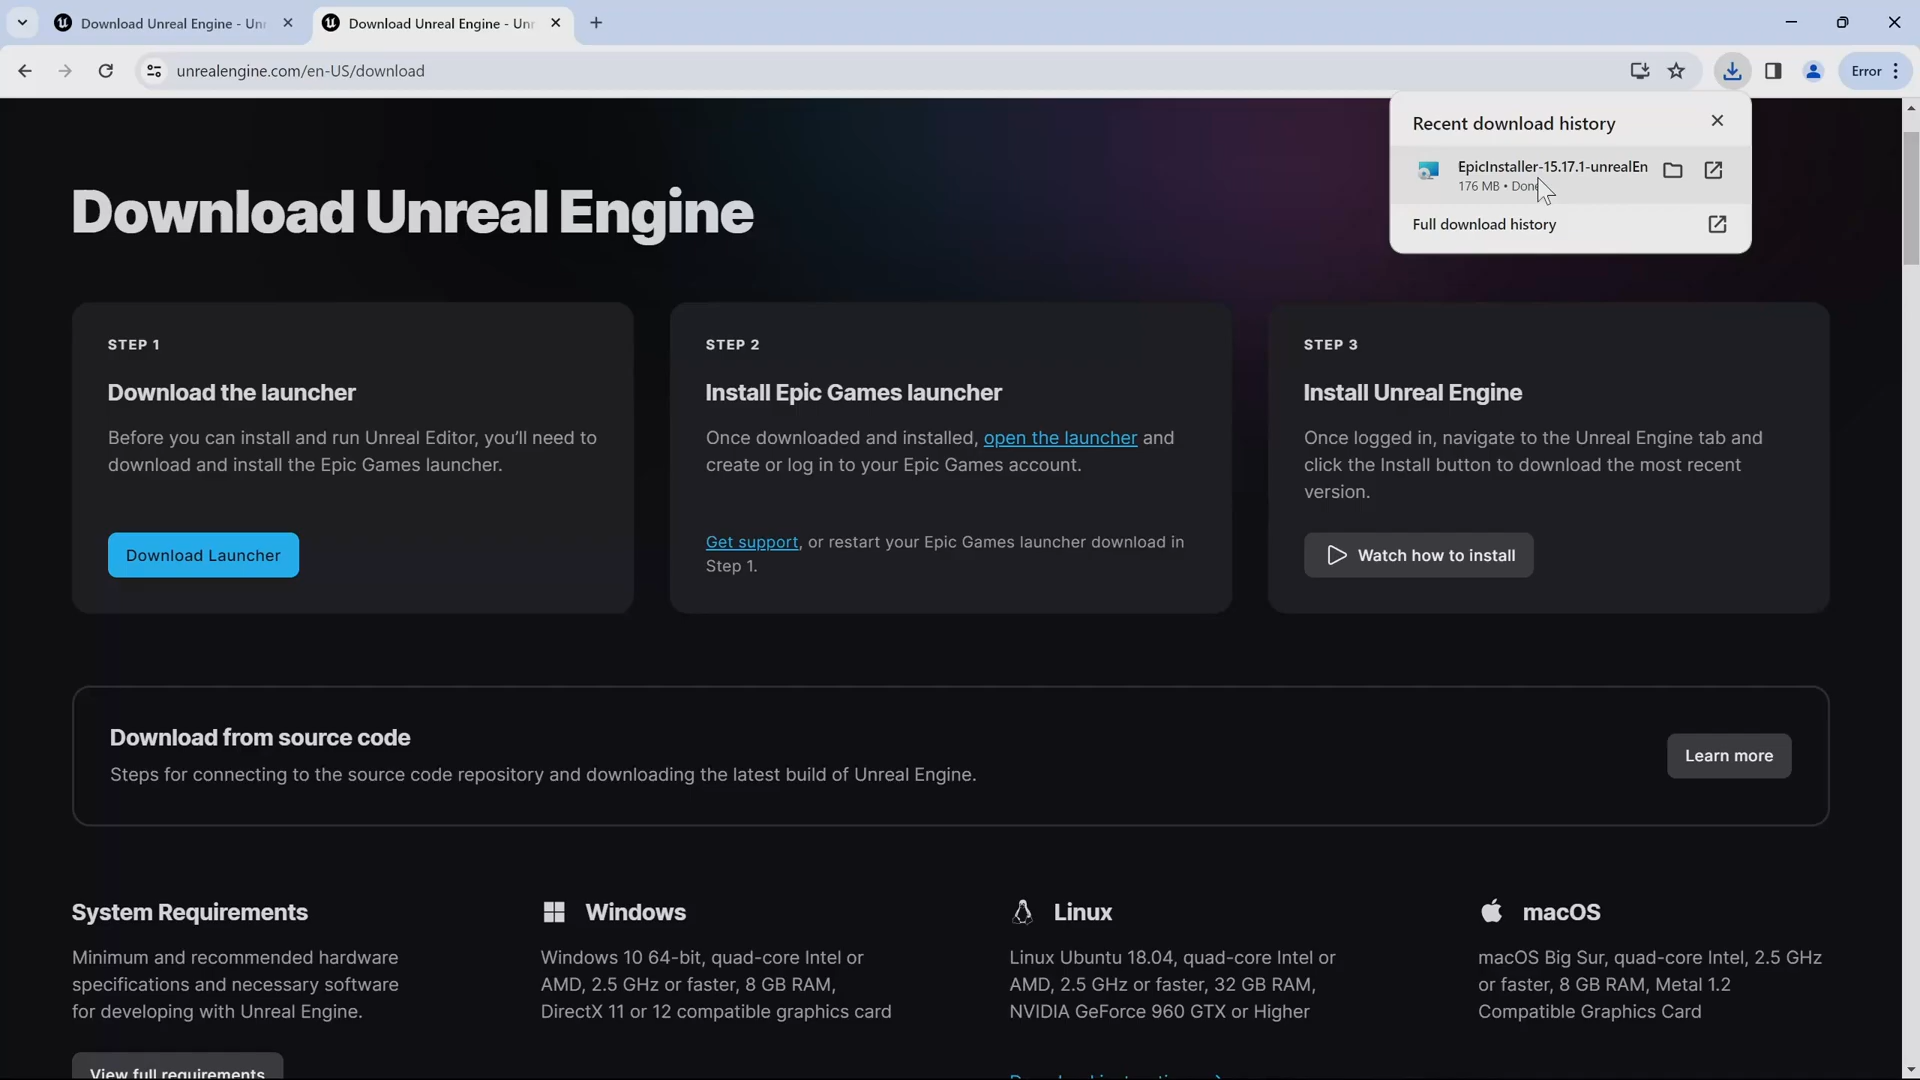 Download Unreal Engine - Un
Download Unreal Engine - Un
unrealengine.com/en-US/download
Error
Recent download history
EpicInstaller-15.17.1-unrealEn
176 MB • Done
Full download history
Download Unreal Engine
STEP 1
Download the launcher
Before you can install and run Unreal Editor, you'll need to
download and install the Epic Games launcher.
Download Launcher
STEP 2
Install Epic Games launcher
Once downloaded and installed, open the launcher and
create or log in to your Epic Games account.
Get support, or restart your Epic Games launcher download in
Step 1.
STEP 3
Install Unreal Engine
Once logged in, navigate to the Unreal Engine tab and
click the Install button to download the most recent
version.
Watch how to install
Download from source code
Steps for connecting to the source code repository and downloading the latest build of Unreal Engine.
Learn more
System Requirements
Minimum and recommended hardware
specifications and necessary software
for developing with Unreal Engine.
View full requirements
Windows
Windows 10 64-bit, quad-core Intel or
AMD, 2.5 GHz or faster, 8 GB RAM,
DirectX 11 or 12 compatible graphics card
Linux
Linux Ubuntu 18.04, quad-core Intel or
AMD, 2.5 GHz or faster, 32 GB RAM,
NVIDIA GeForce 960 GTX or Higher
macOS
macOS Big Sur, quad-core Intel, 2.5 GHz
or faster, 8 GB RAM, Metal 1.2
Compatible Graphics Card